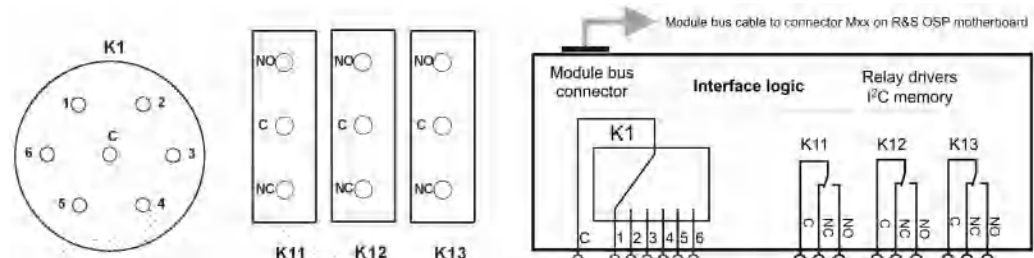 K1
1
2
C
6
3
5
4
NO
C
NC
K11
NO
C
NC
K12
NO
C
NC
K13
Module bus cable to connector Mxx on R&S OSP motherboard
Module bus
connector
Interface logic
Relay drivers
I²C memory
K1
C 1 2 3 4 5 6
K11
C NC NO
K12
C NC NO
K13
C NC NO